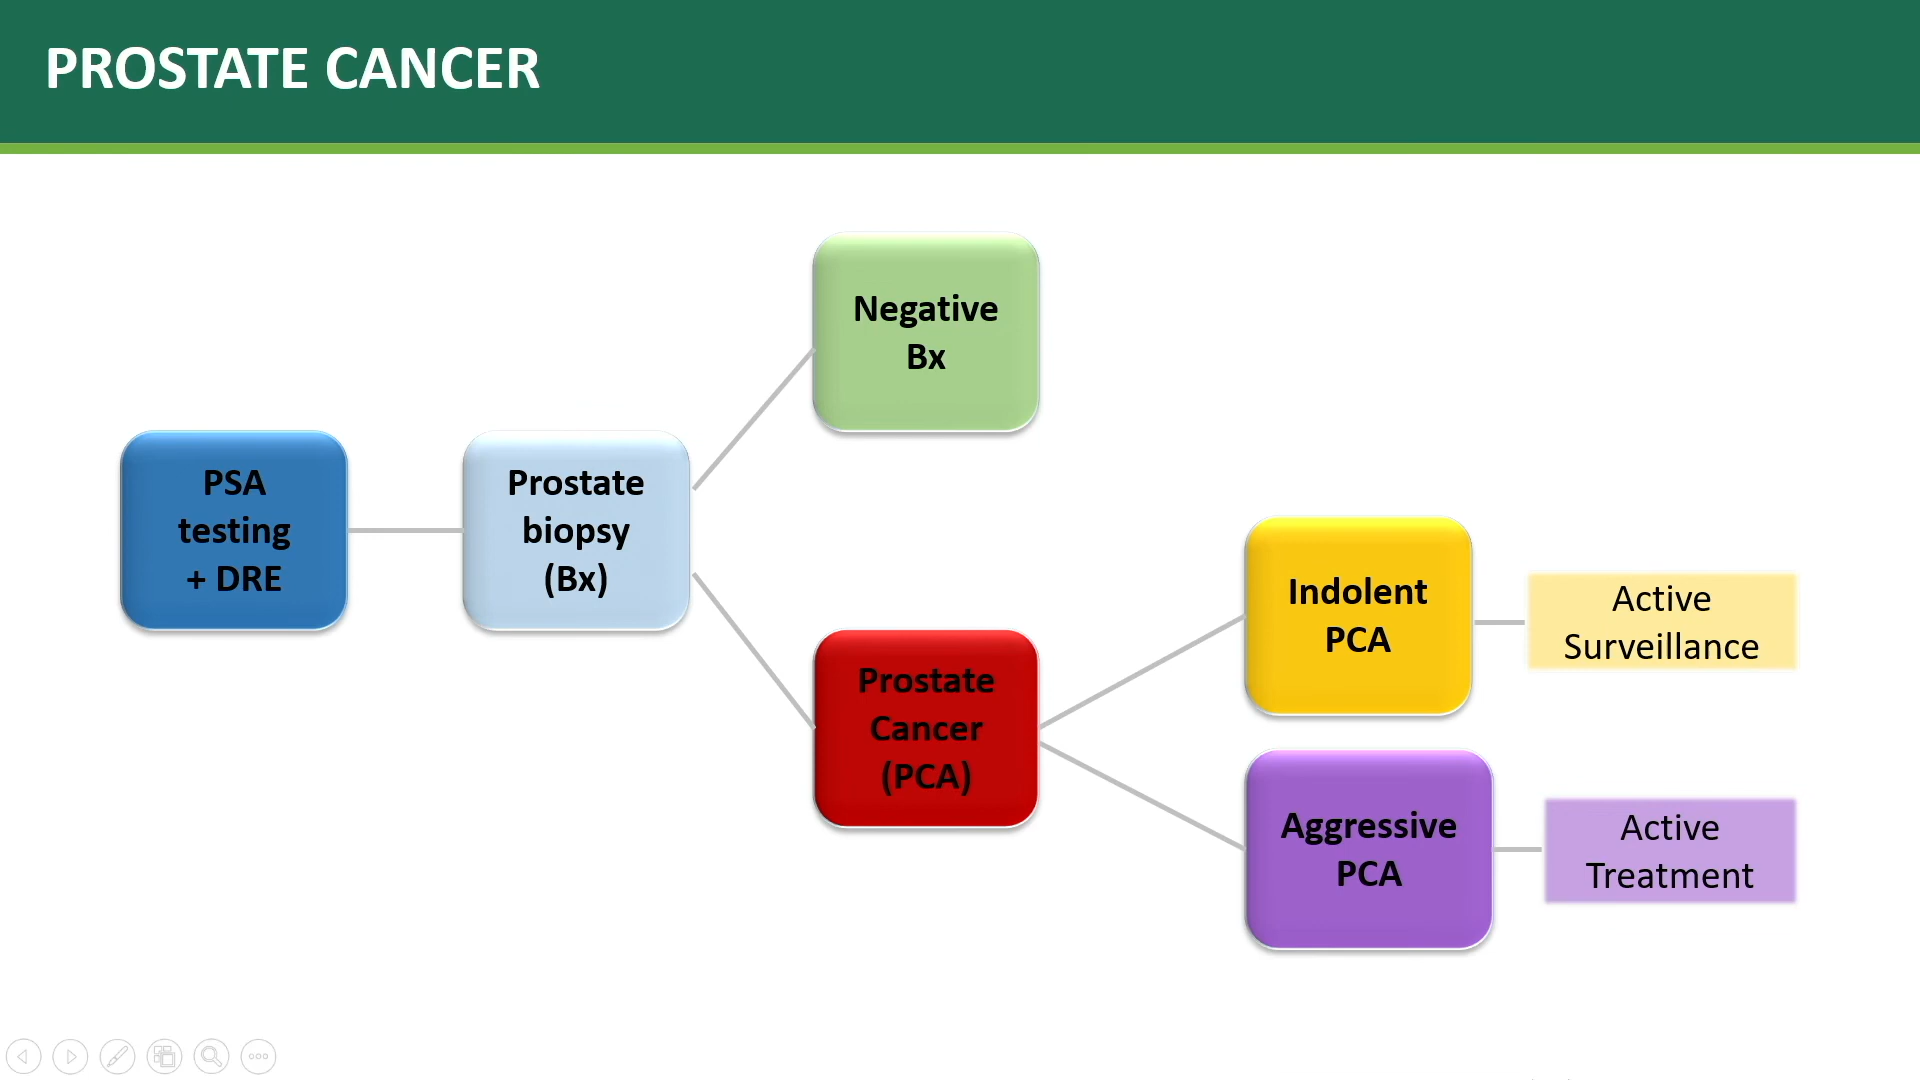 PROSTATE CANCER
Negative
Bx
PSA
testing
+ DRE
Prostate
biopsy
(Bx)
Prostate
Cancer
(PCA)
Indolent
PCA
Active
Surveillance
Aggressive
PCA
Active
Treatment